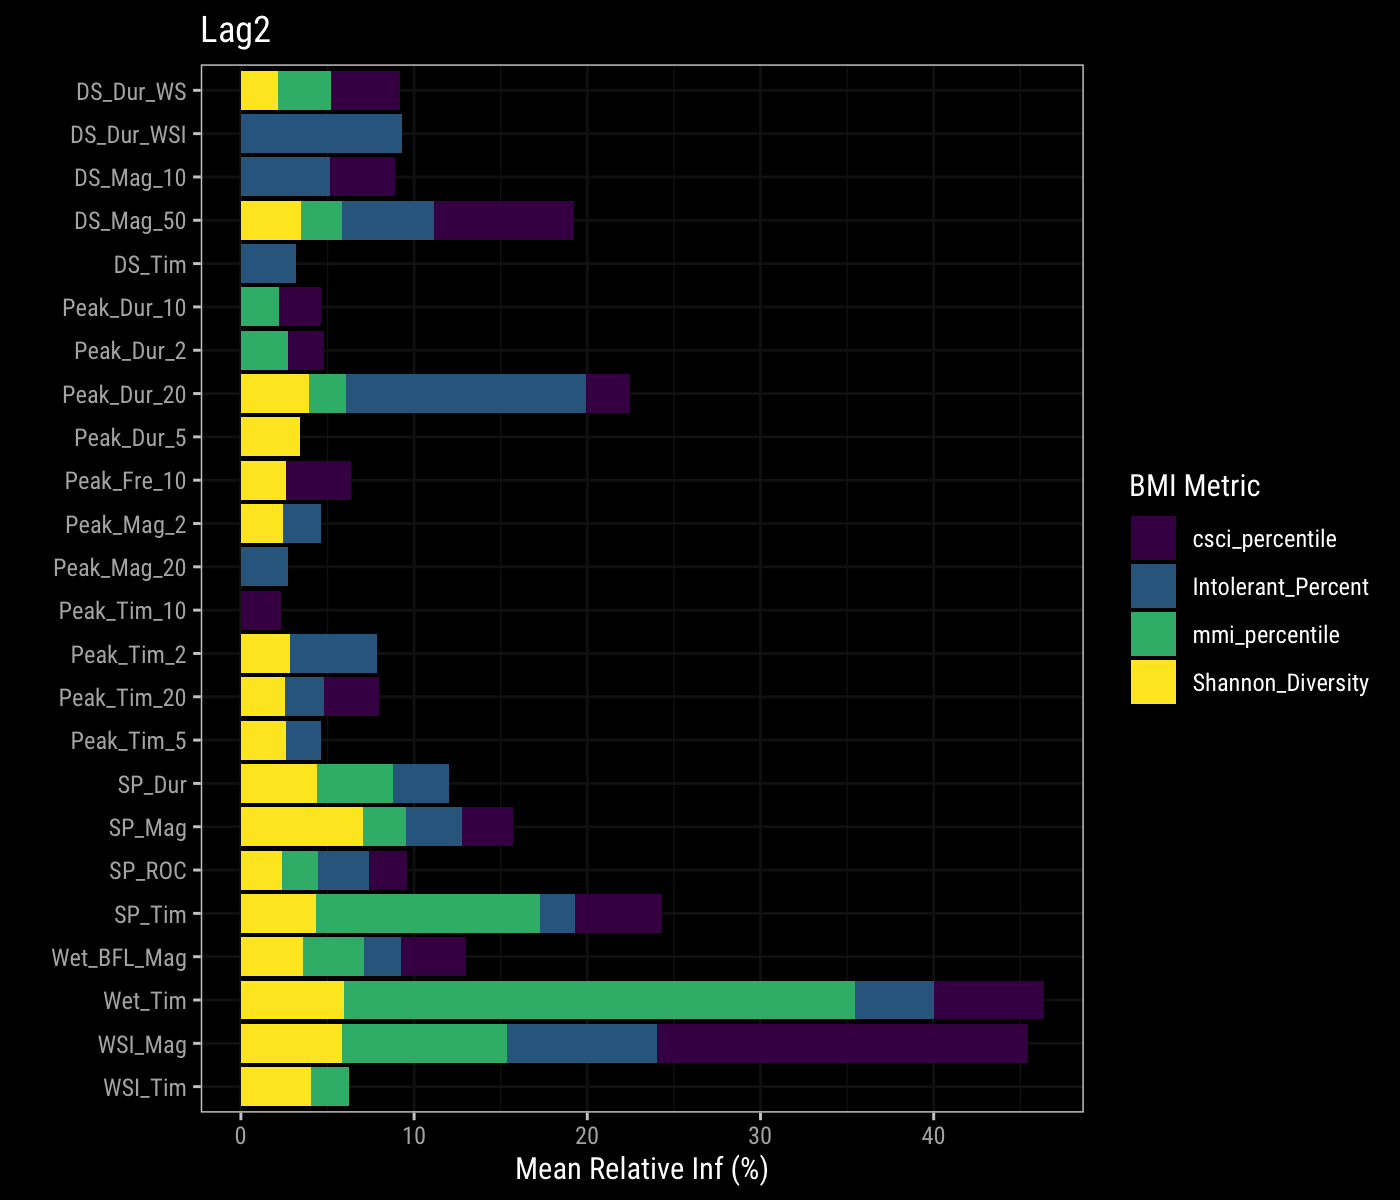 Lag2
DS_Dur_WS
DS_Dur_WSI
DS_Mag_10
DS_Mag_50
DS_Tim
Peak_Dur_10
Peak_Dur_2
Peak_Dur_20
Peak_Dur_5
Peak_Fre_10
Peak_Mag_2
Peak_Mag_20
Peak_Tim_10
Peak_Tim_2
Peak_Tim_20
Peak_Tim_5
SP_Dur
SP_Mag
SP_ROC
SP_Tim
Wet_BFL_Mag
Wet_Tim
WSI_Mag
WSI_Tim
0 10 20 30 40
Mean Relative Inf (%)
BMI Metric
csci_percentile
Intolerant_Percent
mmi_percentile
Shannon_Diversity